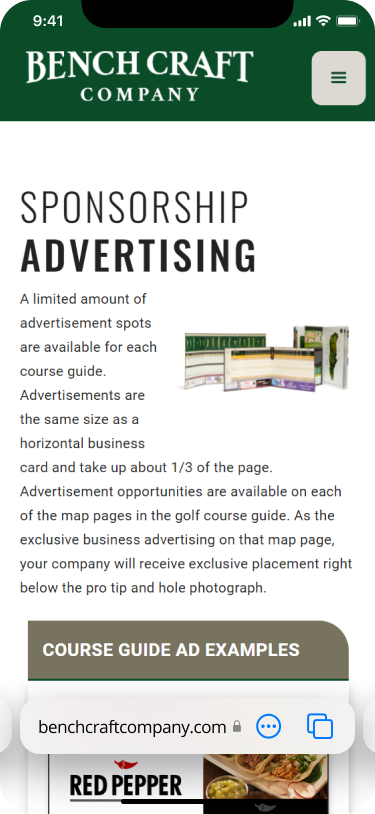 9:41
BENCH CRAFT
COMPANY
SPONSORSHIP
ADVERTISING
A limited amount of
advertisement spots
are available for each
course guide.
Advertisements are
the same size as a
horizontal business
card and take up about 1/3 of the page.
Advertisement opportunities are available on each
of the map pages in the golf course guide. As the
exclusive business advertising on that map page,
your company will receive exclusive placement right
below the pro tip and hole photograph.
COURSE GUIDE AD EXAMPLES
benchcraftcompany.com
RED PEPPER